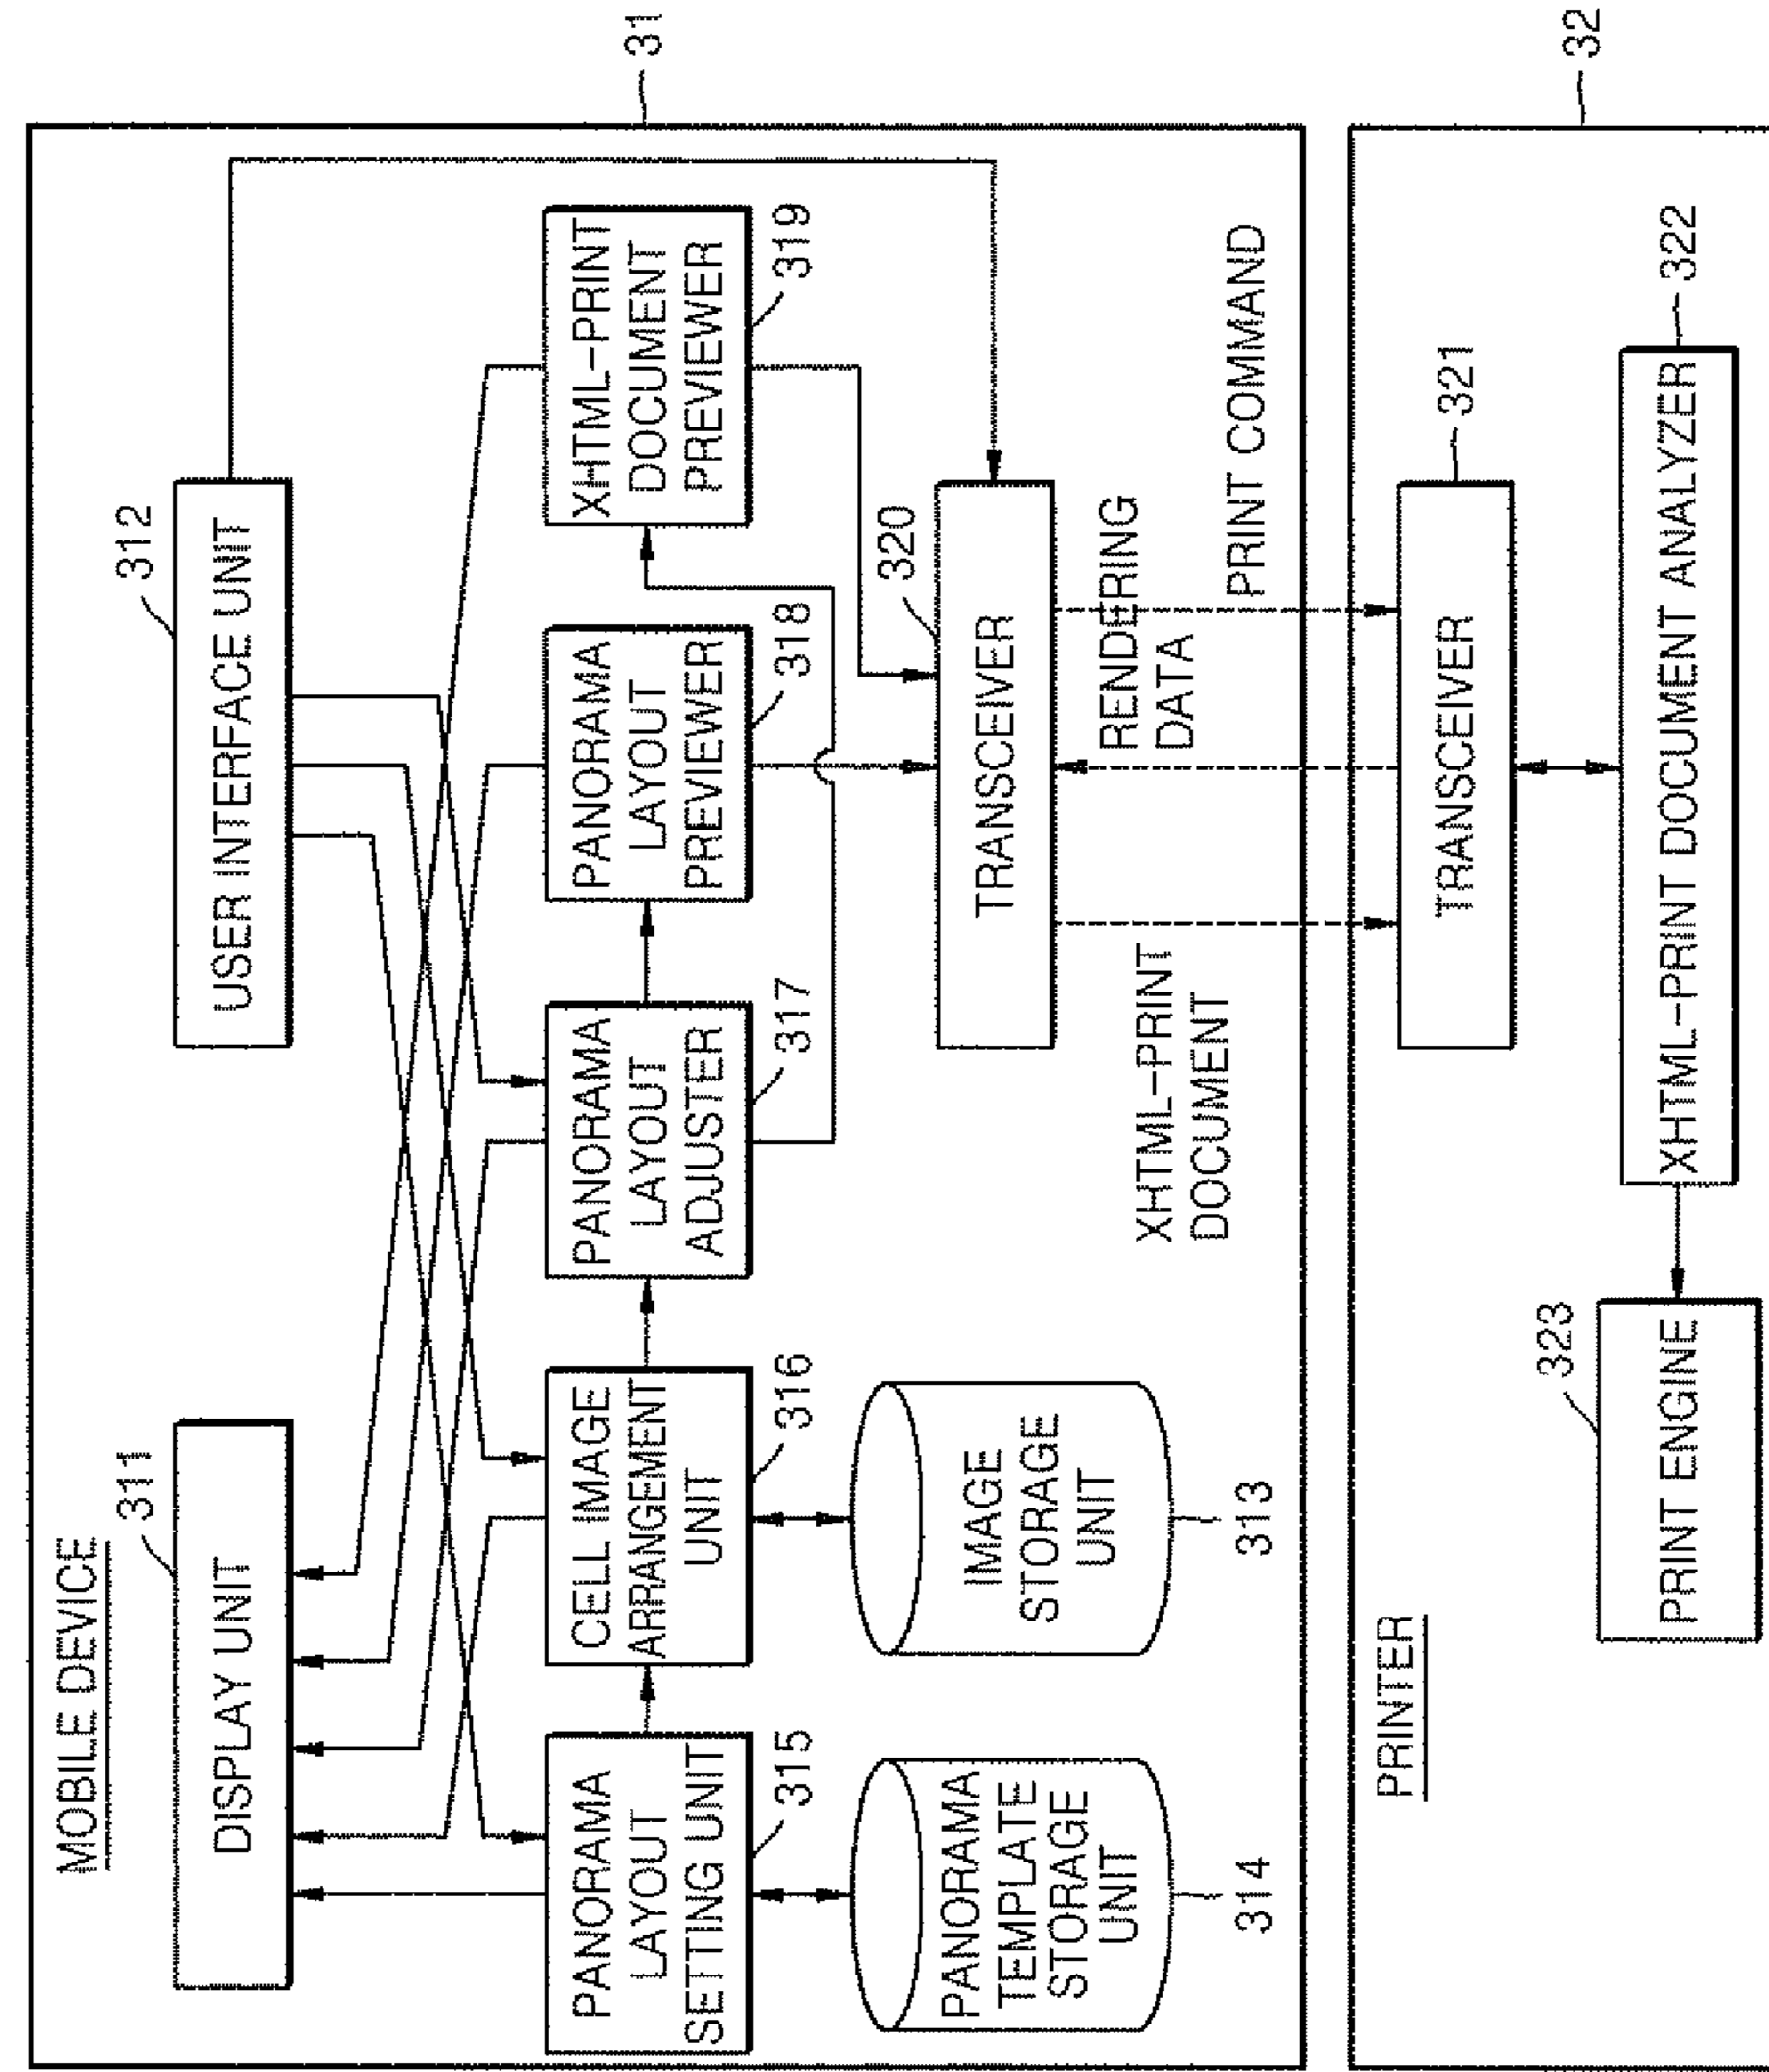 MOBILE DEVICE
31
311
DISPLAY UNIT
312
USER INTERFACE UNIT
PANORAMA
LAYOUT
SETTING UNIT
315
CELL IMAGE
ARRANGEMENT
UNIT
316
PANORAMA
LAYOUT
ADJUSTER
317
PANORAMA
LAYOUT
PREVIEWER
318
XHTML-PRINT
DOCUMENT
PREVIEWER
319
PANORAMA
TEMPLATE
STORAGE
UNIT
314
IMAGE
STORAGE
UNIT
313
320
TRANSCEIVER
XHTML-PRINT
DOCUMENT
RENDERING
DATA
PRINT COMMAND
PRINTER
32
TRANSCEIVER
321
XHTML-PRINT DOCUMENT ANALYZER
322
323
PRINT ENGINE